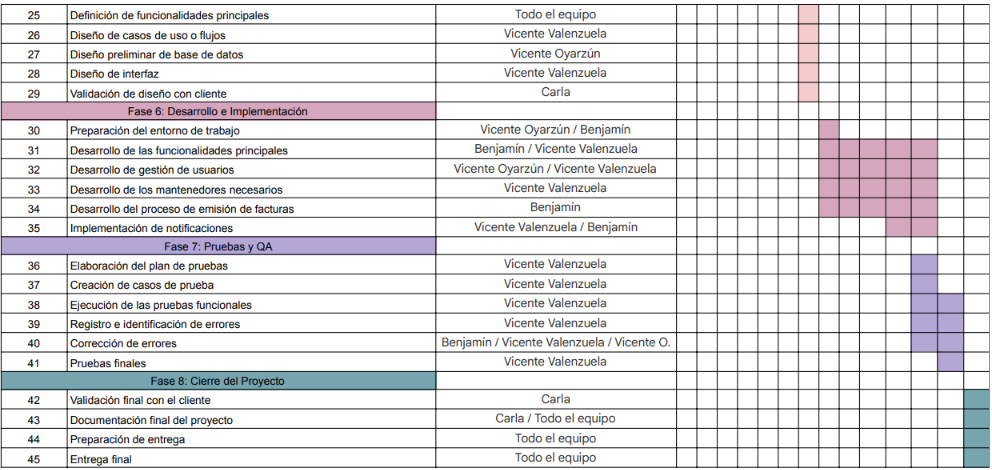 25 Definición de funcionalidades principales Todo el equipo
26 Diseño de casos de uso o flujos Vicente Valenzuela
27 Diseño preliminar de base de datos Vicente Oyarzún
28 Diseño de interfaz Vicente Valenzuela
29 Validación de diseño con cliente Carla
Fase 6: Desarrollo e Implementación
30 Preparación del entorno de trabajo Vicente Oyarzún / Benjamín
31 Desarrollo de las funcionalidades principales Benjamín / Vicente Valenzuela
32 Desarrollo de gestión de usuarios Vicente Oyarzún / Vicente Valenzuela
33 Desarrollo de los mantenedores necesarios Vicente Valenzuela
34 Desarrollo del proceso de emisión de facturas Benjamín
35 Implementación de notificaciones Vicente Valenzuela / Benjamín
Fase 7: Pruebas y QA
36 Elaboración del plan de pruebas Vicente Valenzuela
37 Creación de casos de prueba Vicente Valenzuela
38 Ejecución de las pruebas funcionales Vicente Valenzuela
39 Registro e identificación de errores Vicente Valenzuela
40 Corrección de errores Benjamín / Vicente Valenzuela / Vicente O.
41 Pruebas finales Vicente Valenzuela
Fase 8: Cierre del Proyecto
42 Validación final con el cliente Carla
43 Documentación final del proyecto Carla / Todo el equipo
44 Preparación de entrega Todo el equipo
45 Entrega final Todo el equipo